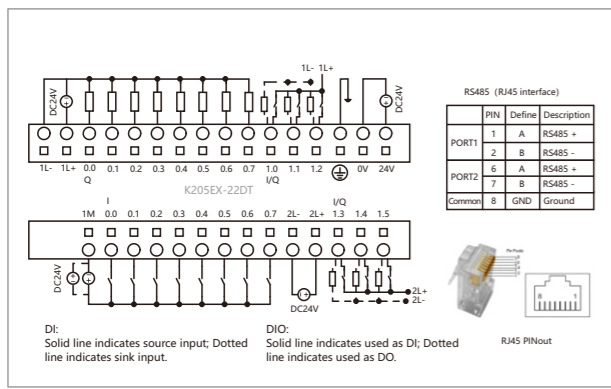 1L- 1L+
DC24V
DC24V
1L- 1L+ 0.0 0.1 0.2 0.3 0.4 0.5 0.6 0.7 1.0 1.1 1.2 0V 24V
Q I/Q
K205EX-22DT
I I/Q
1M 0.0 0.1 0.2 0.3 0.4 0.5 0.6 0.7 2L- 2L+ 1.3 1.4 1.5
DC24V
DC24V
2L+
2L-
DI:
Solid line indicates source input; Dotted
line indicates sink input.
DIO:
Solid line indicates used as DI; Dotted
line indicates used as DO.
RS485 (RJ45 interface)
PIN Define Description
PORT1 1 A RS485 +
2 B RS485 -
PORT2 6 A RS485 +
7 B RS485 -
Common 8 GND Ground
8 1
RJ45 PINout